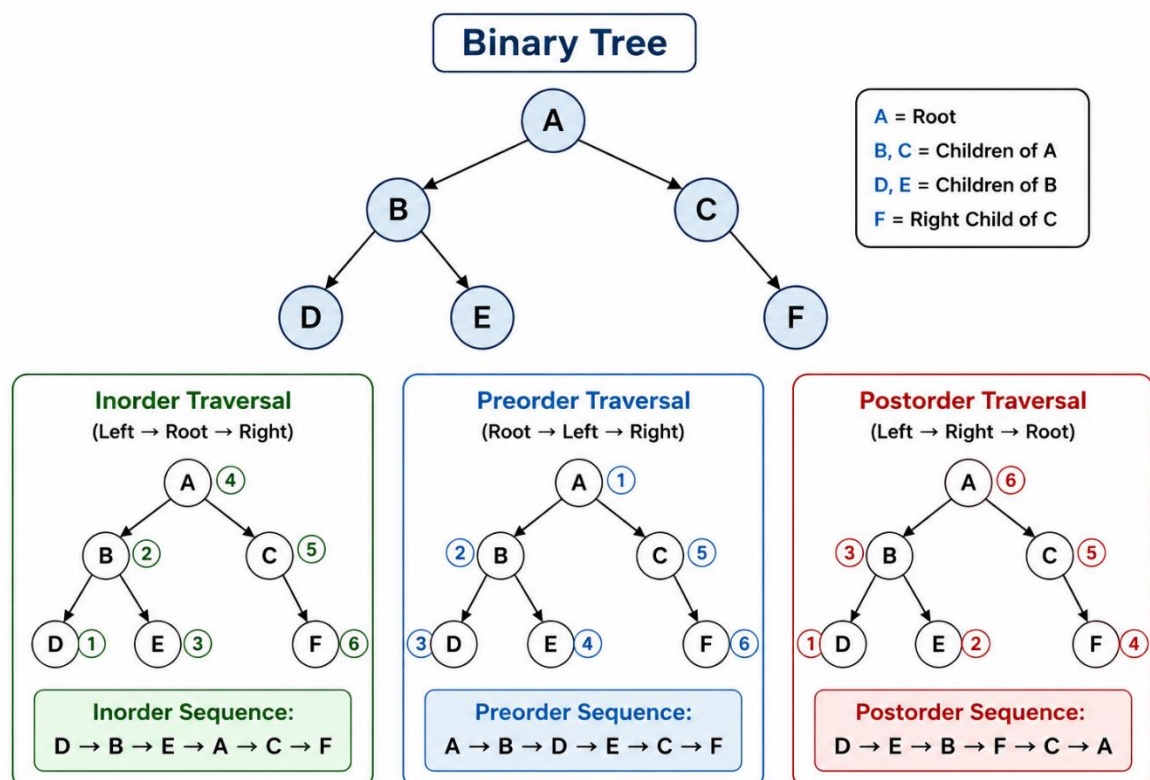 Binary Tree
A
B
C
D
E
F
A = Root
B, C = Children of A
D, E = Children of B
F = Right Child of C
Inorder Traversal
(Left → Root → Right)
A 4
B 2
C 5
D 1
E 3
F 6
Inorder Sequence:
D → B → E → A → C → F
Preorder Traversal
(Root → Left → Right)
A 1
2 B
C 5
3 D
E 4
F 6
Preorder Sequence:
A → B → D → E → C → F
Postorder Traversal
(Left → Right → Root)
A 6
3 B
C 5
1 D
E 2
F 4
Postorder Sequence:
D → E → B → F → C → A